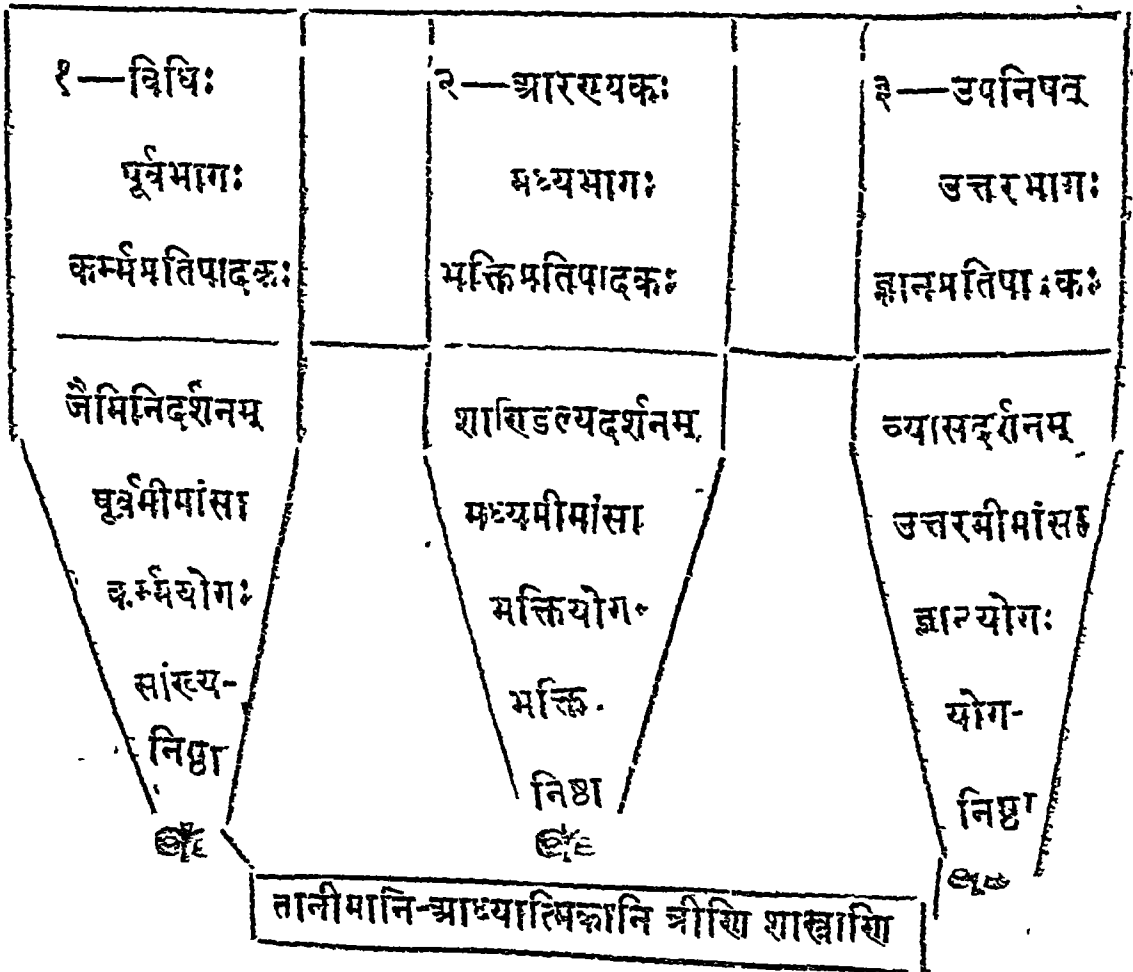 १—विधिः
पूर्वभागः
कर्म्मप्रतिपादकः
जैमिनिदर्शनम्
पूर्वमीमांसा
कर्म्मयोगः
सांख्य-
निष्ठा
२—आरण्यकः
मध्यभागः
भक्तिप्रतिपादकः
शाण्डिल्यदर्शनम्
मध्यमीमांसा
भक्तियोगः
भक्ति-
निष्ठा
३—उपनिषत्
उत्तरभागः
ज्ञानप्रतिपादकः
व्यासदर्शनम्
उत्तरमीमांसा
ज्ञानयोगः
योग-
निष्ठा
तानीमानि-आध्यात्मिकानि त्रीणि शास्त्राणि